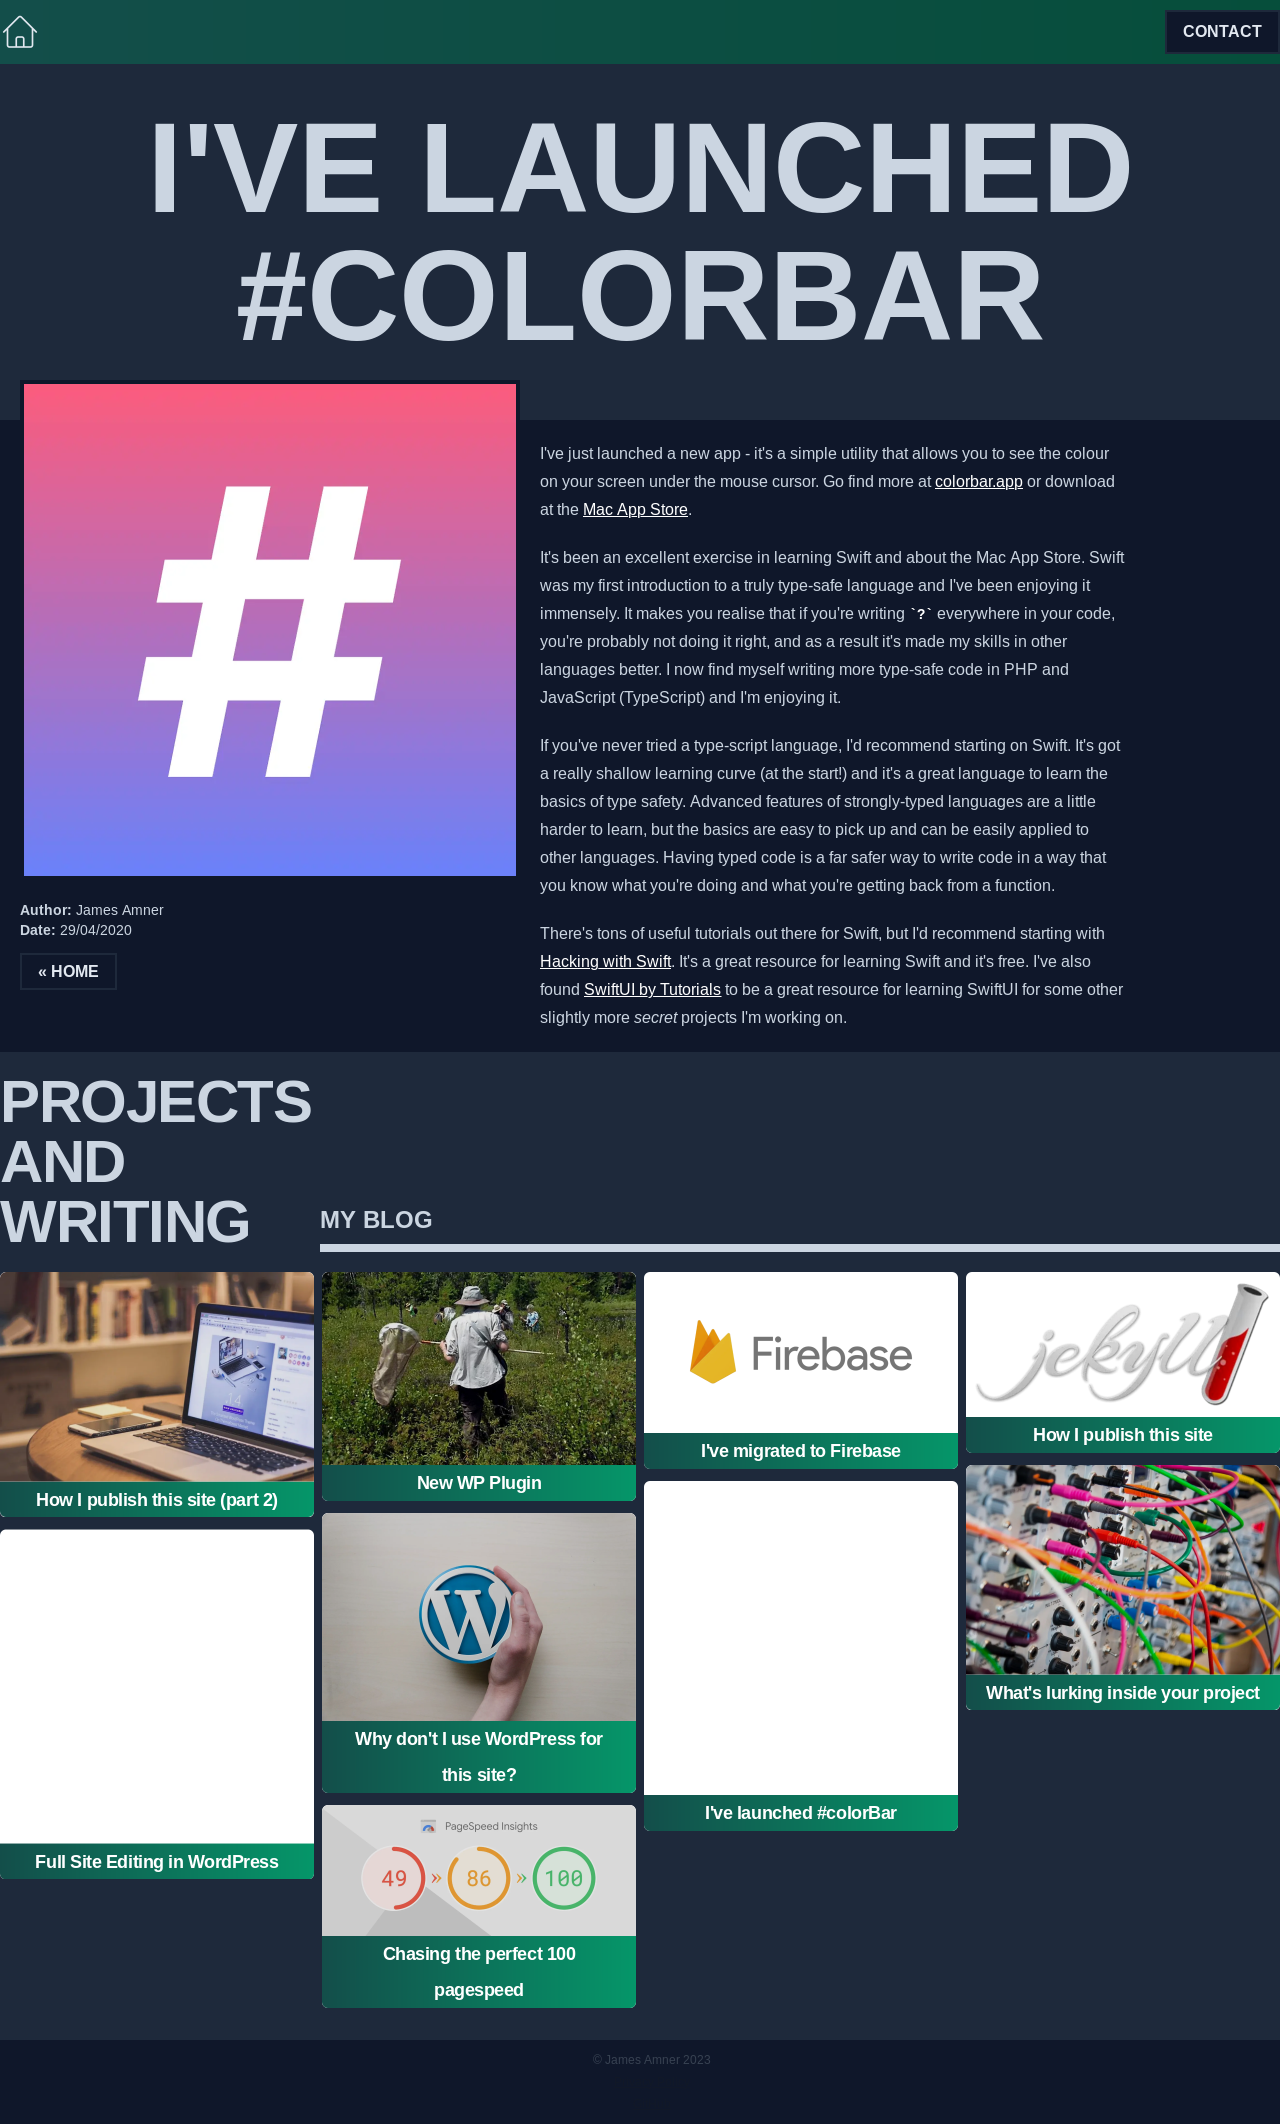 CONTACT
I'VE LAUNCHED
#COLORBAR
#
I've just launched a new app - it's a simple utility that allows you to see the colour
on your screen under the mouse cursor. Go find more at colorbar.app or download
at the Mac App Store.
It's been an excellent exercise in learning Swift and about the Mac App Store. Swift
was my first introduction to a truly type-safe language and I've been enjoying it
immensely. It makes you realise that if you're writing `?` everywhere in your code,
you're probably not doing it right, and as a result it's made my skills in other
languages better. I now find myself writing more type-safe code in PHP and
JavaScript (TypeScript) and I'm enjoying it.
If you've never tried a type-script language, I'd recommend starting on Swift. It's got
a really shallow learning curve (at the start!) and it's a great language to learn the
basics of type safety. Advanced features of strongly-typed languages are a little
harder to learn, but the basics are easy to pick up and can be easily applied to
other languages. Having typed code is a far safer way to write code in a way that
you know what you're doing and what you're getting back from a function.
There's tons of useful tutorials out there for Swift, but I'd recommend starting with
Hacking with Swift. It's a great resource for learning Swift and it's free. I've also
found SwiftUI by Tutorials to be a great resource for learning SwiftUI for some other
slightly more secret projects I'm working on.
Author: James Amner
Date: 29/04/2020
« HOME
PROJECTS
AND
WRITING
MY BLOG
How I publish this site (part 2)
New WP Plugin
Firebase
I've migrated to Firebase
jekyll
How I publish this site
Full Site Editing in WordPress
W
Why don't I use WordPress for
this site?
I've launched #colorBar
What's lurking inside your project
PageSpeed Insights
49 » 86 » 100
Chasing the perfect 100
pagespeed
© James Amner 2023